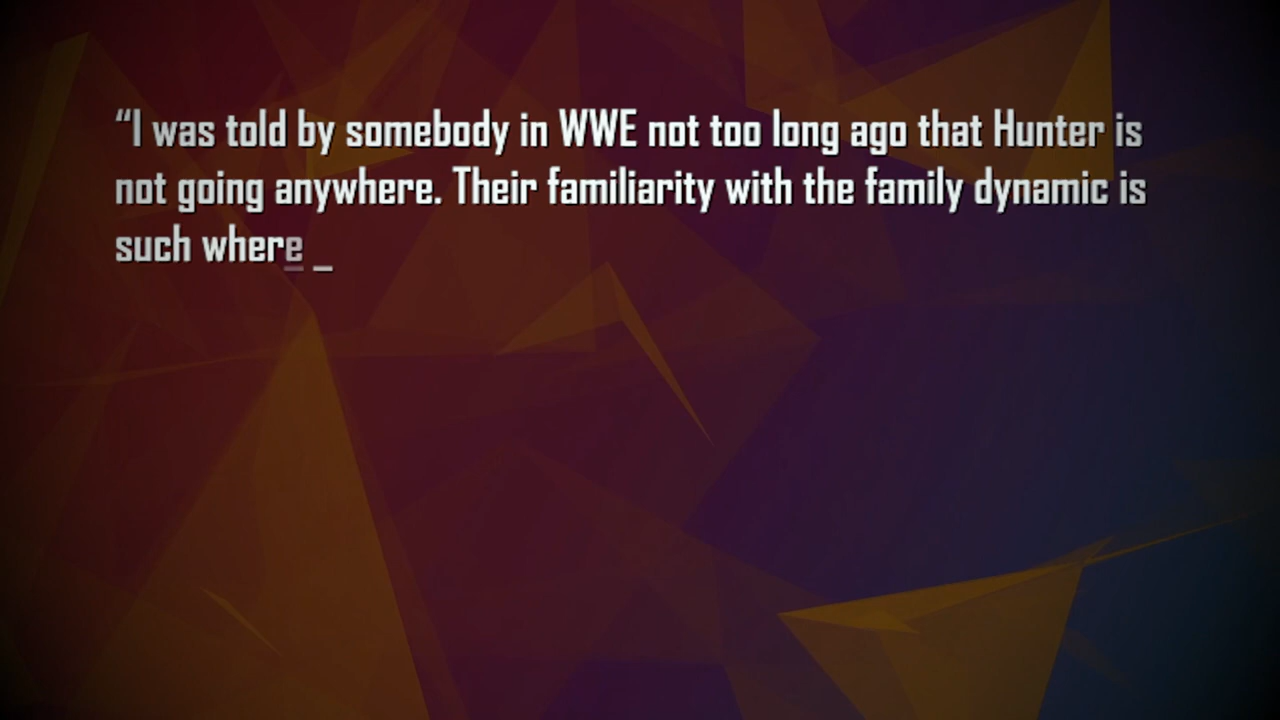 “I was told by somebody in WWE not too long ago that Hunter is
not going anywhere. Their familiarity with the family dynamic is
such where _